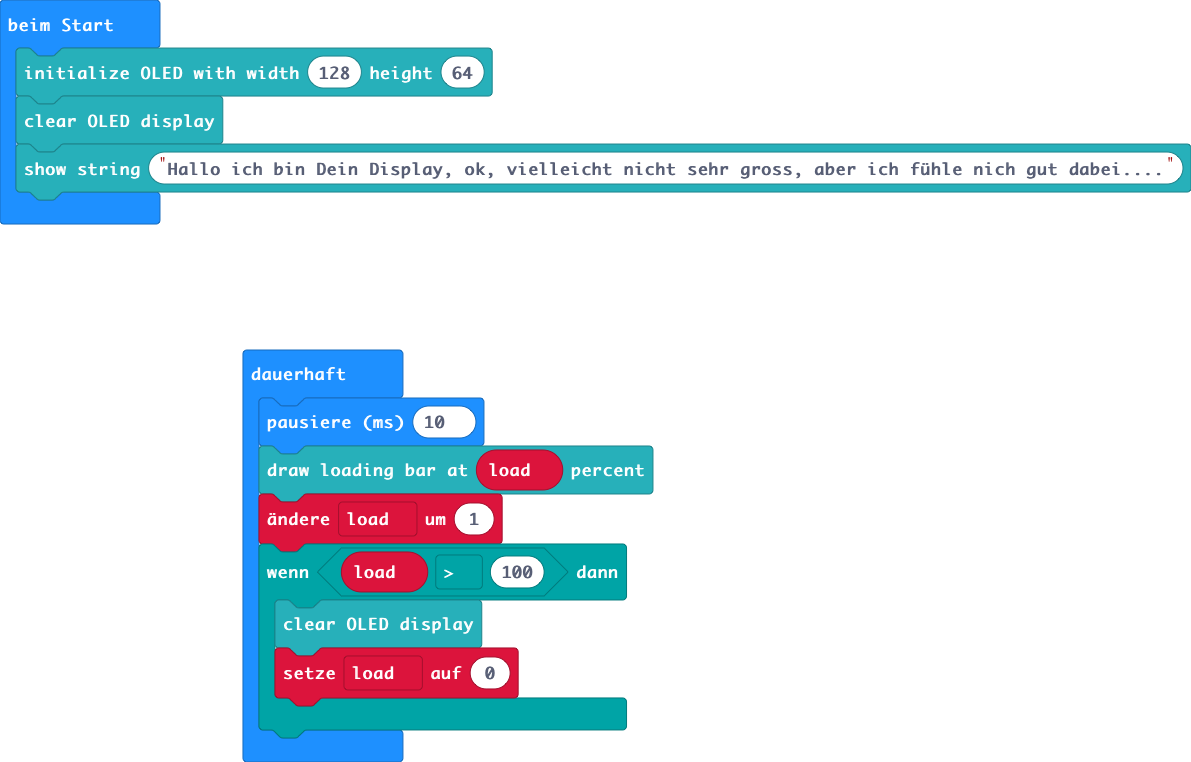 beim Start
initialize OLED with width 128 height 64
clear OLED display
show string "Hallo ich bin Dein Display, ok, vielleicht nicht sehr gross, aber ich fühle nich gut dabei...."
dauerhaft
pausiere (ms) 10
draw loading bar at load percent
ändere load um 1
wenn load > 100 dann
clear OLED display
setze load auf 0